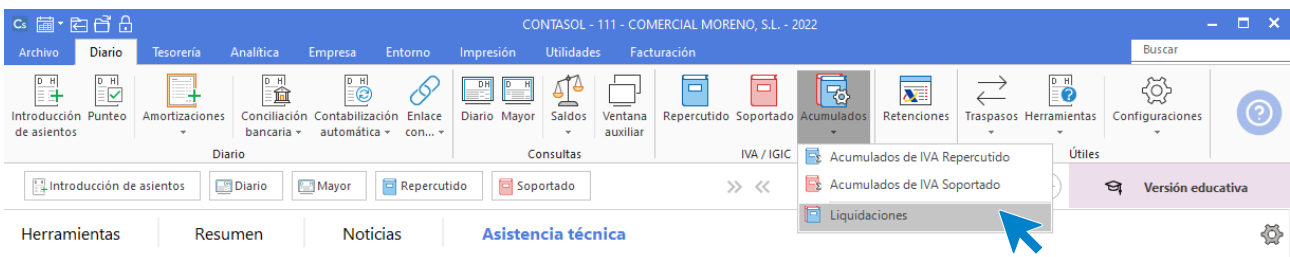 Cs
CONTASOL - 111 - COMERCIAL MORENO, S.L. - 2022
Archivo Diario Tesorería Analítica Empresa Entorno Impresión Utilidades Facturación Buscar
Introducción de asientos
Punteo
Amortizaciones
Conciliación bancaria
Contabilización automática
Enlace con...
Diario
Mayor
Saldos
Ventana auxiliar
Repercutido
Soportado
Acumulados
Retenciones
Traspasos
Herramientas
Configuraciones
Diario Consultas IVA / IGIC Útiles
Acumulados de IVA Repercutido
Acumulados de IVA Soportado
Liquidaciones
Introducción de asientos Diario Mayor Repercutido Soportado Versión educativa
Herramientas Resumen Noticias Asistencia técnica